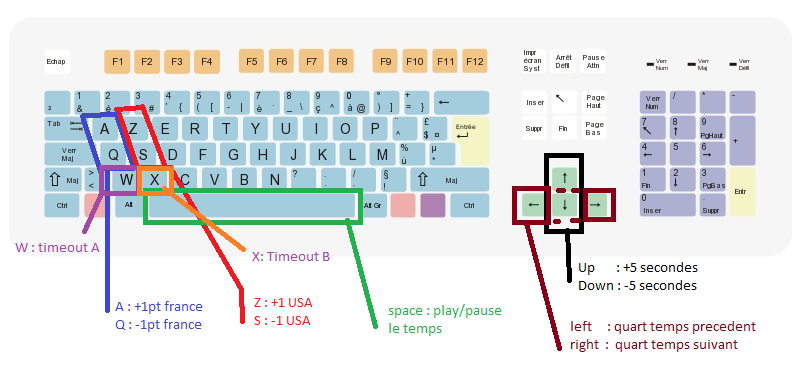 Echap F1 F2 F3 F4 F5 F6 F7 F8 F9 F10 F11 F12
Impr écran Syst
Arrêt Défil
Pause Attn
Verr Num
Verr Maj
Verr Défil
1 & 2 é 3 # 4 ' { 5 ( [ 6 - | 7 è ` 8 _ \ 9 ç ^ 0 à @ ° ) ] + = } ←
Inser ↖ Page Haut
Verr Num / * -
Tab A Z E R T Y U I O P ¨ ^ £ $ ¤ Entrée
Suppr Fin Page Bas
7 ↖ 8 ↑ 9 PgHaut +
Verr Maj Q S D F G H J K L M % ù µ *
4 ← 5 6 →
Maj > < W X C V B N ? , . ; / : § ! Maj
↑
1 Fin 2 ↓ 3 PgBas Entr
Ctrl Alt Alt Gr Ctrl
← ↓ →
0 Inser . Suppr
W : timeout A
X: Timeout B
A : +1pt france
Q : -1pt france
Z : +1 USA
S : -1 USA
space : play/pause
le temps
Up : +5 secondes
Down : -5 secondes
left : quart temps precedent
right : quart temps suivant